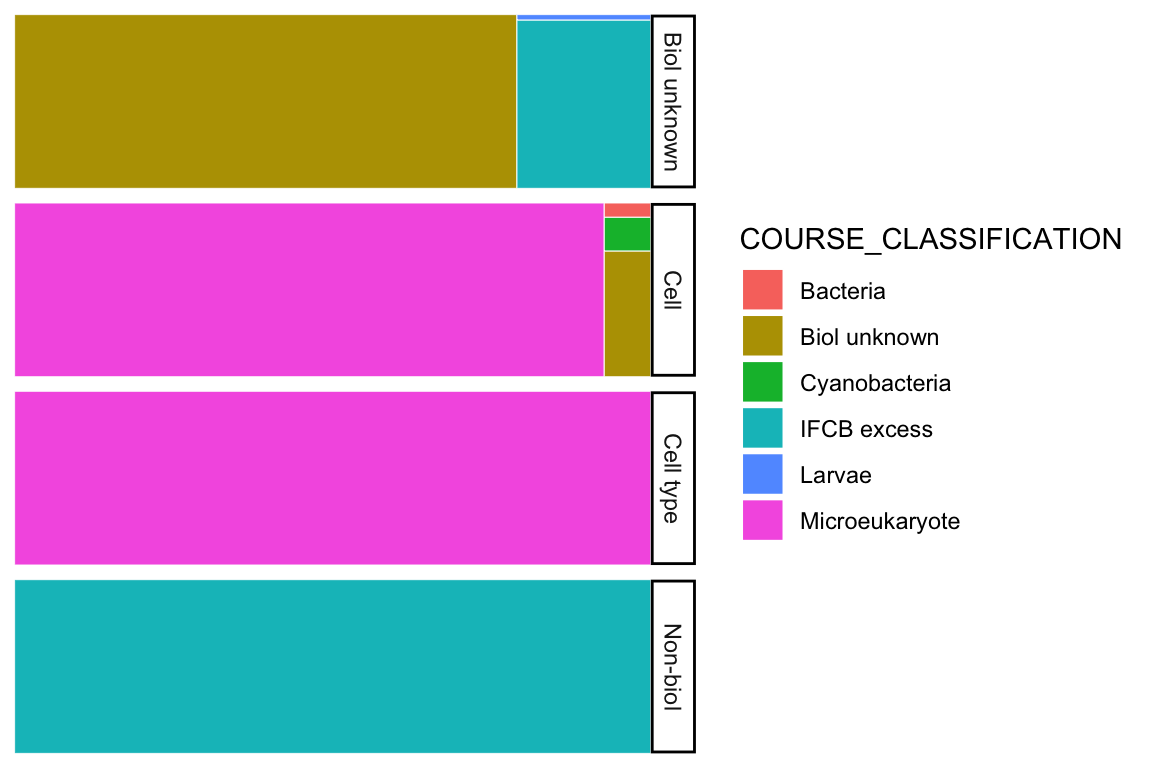 Biol unknown
Cell
Cell type
Non-biol
COURSE_CLASSIFICATION
Bacteria
Biol unknown
Cyanobacteria
IFCB excess
Larvae
Microeukaryote